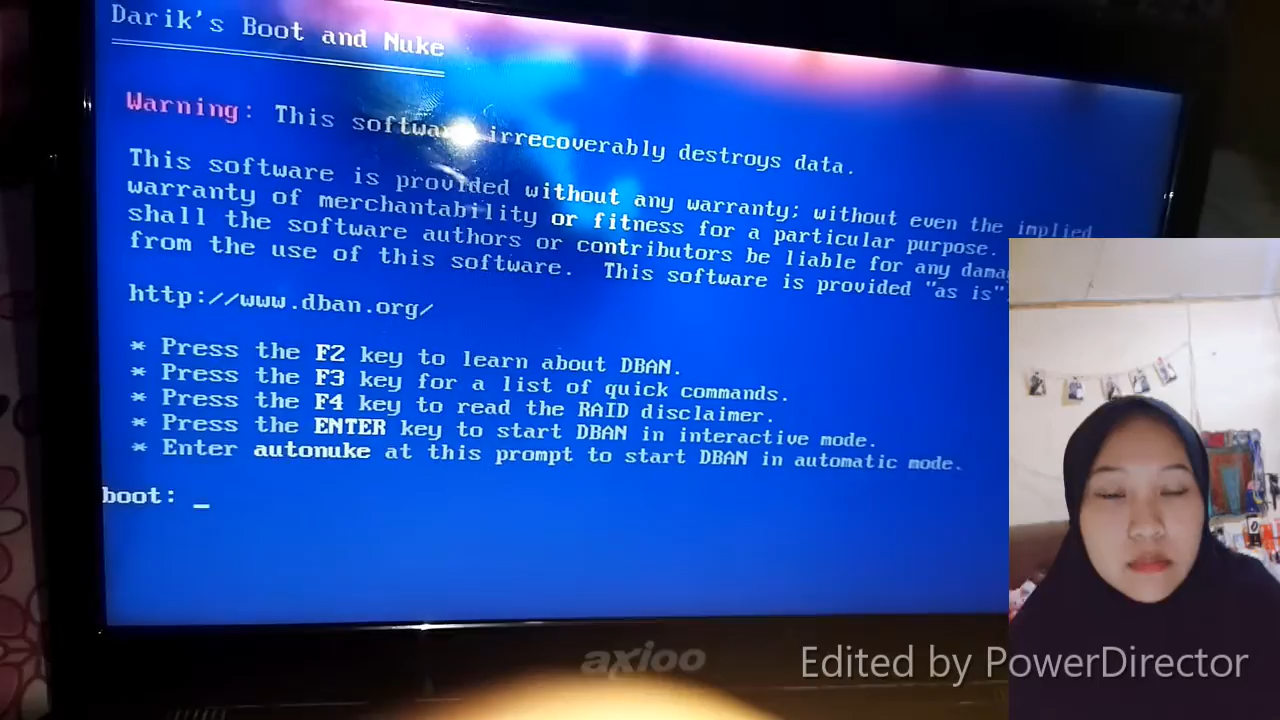 Darik's Boot and Nuke
Warning: This software irrecoverably destroys data.
This software is provided without any warranty; without even the implied
warranty of merchantability or fitness for a particular purpose.
shall the software authors or contributors be liable for any
from the use of this software. This software is provided "as is"
http://www.dban.org/
* Press the F2 key to learn about DBAN.
* Press the F3 key for a list of quick commands.
* Press the F4 key to read the RAID disclaimer.
* Press the ENTER key to start DBAN in interactive mode.
* Enter autonuke at this prompt to start DBAN in automatic mode.
boot: _
axioo
Edited by PowerDirector